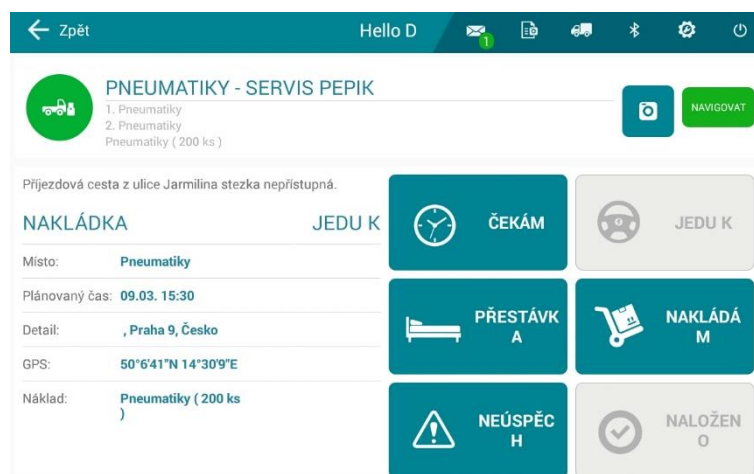 Zpět
Hello D
1
PNEUMATIKY - SERVIS PEPIK
1. Pneumatiky
2. Pneumatiky
Pneumatiky ( 200 ks )
NAVIGOVAT
Příjezdová cesta z ulice Jarmilina stezka nepřístupná.
NAKLÁDKA JEDU K
Místo: Pneumatiky
Plánovaný čas: 09.03. 15:30
Detail: , Praha 9, Česko
GPS: 50°6'41"N 14°30'9"E
Náklad: Pneumatiky ( 200 ks
)
ČEKÁM
JEDU K
PŘESTÁVK
A
NAKLÁDÁ
M
NEÚSPĚC
H
NALOŽEN
O